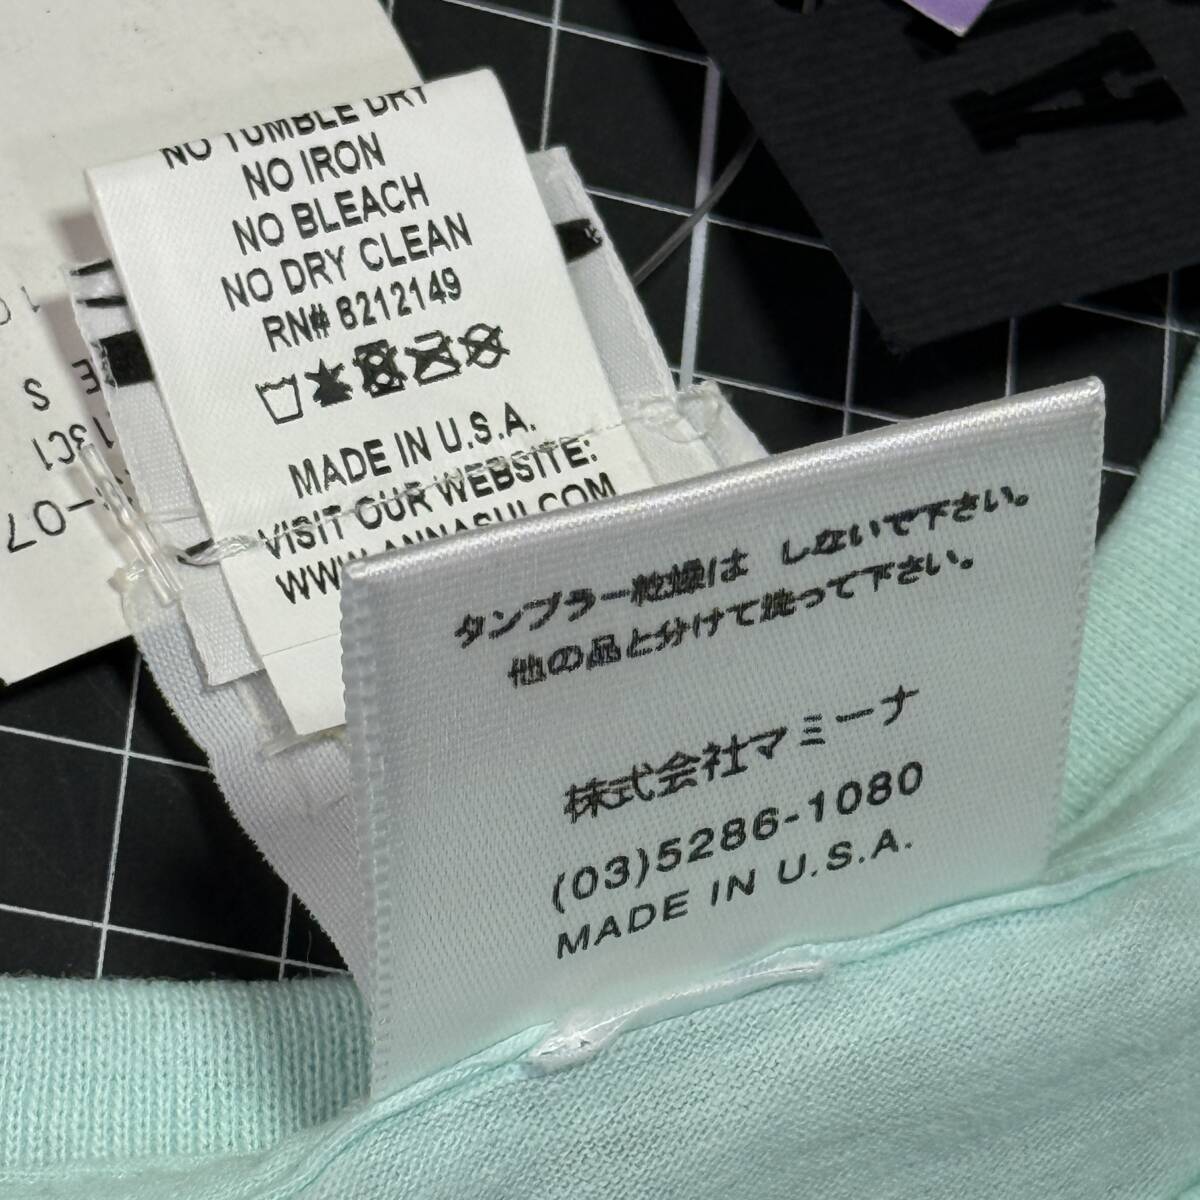 NO TUMBLE DRY
NO IRON
NO BLEACH
NO DRY CLEAN
RN# 8212149
MADE IN U.S.A.
VISIT OUR WEBSITE:
WWW.ANNASUI.COM
タンブラー乾燥は しないで下さい。
他の品と分けて洗って下さい。
株式会社マミーナ
(03)5286-1080
MADE IN U.S.A.
S